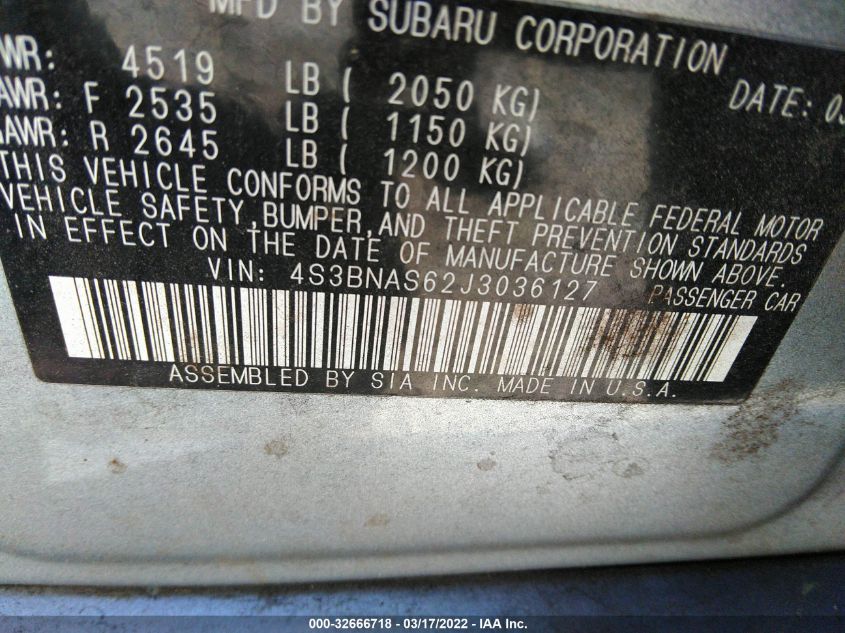 MFD BY SUBARU CORPORATION
WR: 4519 LB ( 2050 KG) DATE: 03
AWR: F 2535 LB ( 1150 KG)
AWR: R 2645 LB ( 1200 KG)
THIS VEHICLE CONFORMS TO ALL APPLICABLE FEDERAL MOTOR
VEHICLE SAFETY, BUMPER, AND THEFT PREVENTION STANDARDS
IN EFFECT ON THE DATE OF MANUFACTURE SHOWN ABOVE.
VIN: 4S3BNAS62J3036127 PASSENGER CAR
ASSEMBLED BY SIA INC. MADE IN U.S.A.
000-32666718 - 03/17/2022 - IAA Inc.